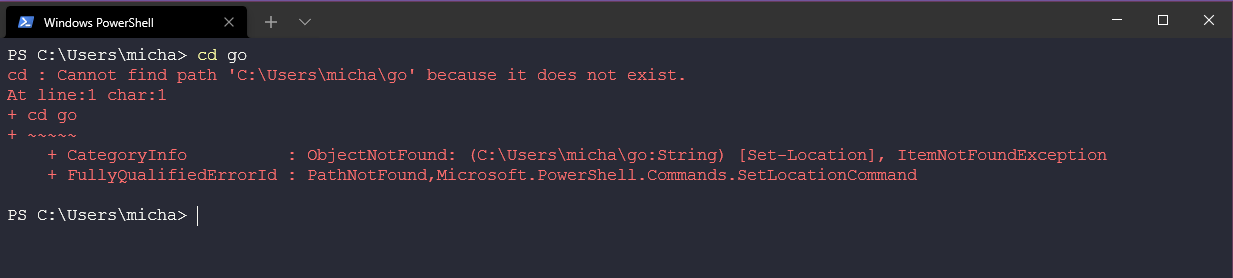 Windows PowerShell
PS C:\Users\micha> cd go
cd : Cannot find path 'C:\Users\micha\go' because it does not exist.
At line:1 char:1
+ cd go
+ ~~~~~
    + CategoryInfo          : ObjectNotFound: (C:\Users\micha\go:String) [Set-Location], ItemNotFoundException
    + FullyQualifiedErrorId : PathNotFound,Microsoft.PowerShell.Commands.SetLocationCommand
PS C:\Users\micha>